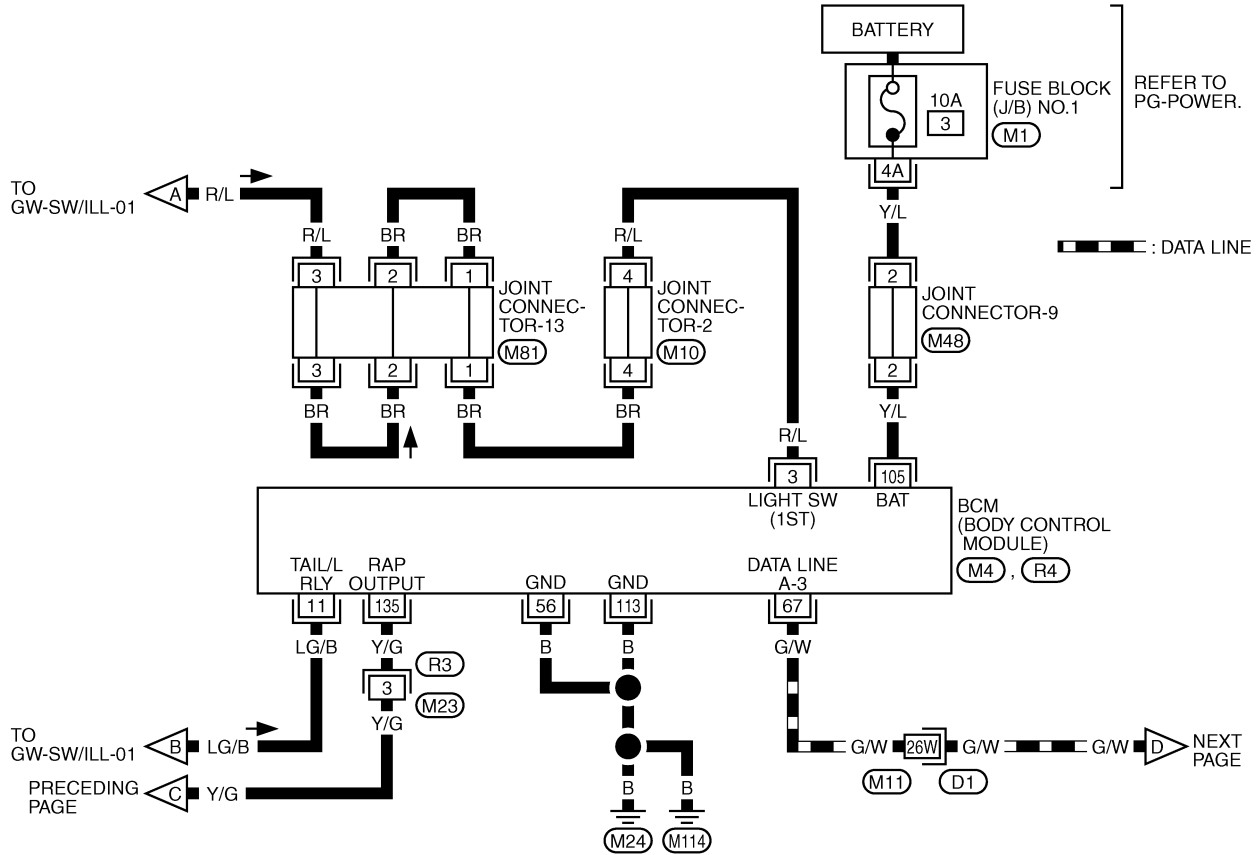 BATTERY
10A
3
FUSE BLOCK
(J/B) NO.1
M1
REFER TO
PG-POWER.
4A
Y/L
TO
GW-SW/ILL-01
A
R/L
R/L
BR
BR
R/L
: DATA LINE
3
2
1
4
2
JOINT
CONNEC-
TOR-13
M81
JOINT
CONNEC-
TOR-2
M10
JOINT
CONNECTOR-9
M48
3
2
1
4
2
BR
BR
BR
BR
Y/L
R/L
3
105
LIGHT SW
(1ST)
BAT
BCM
(BODY CONTROL
MODULE)
M4 , R4
TAIL/L
RLY
RAP
OUTPUT
GND
GND
DATA LINE
A-3
11
135
56
113
67
LG/B
Y/G
B
B
G/W
R3
3
M23
Y/G
TO
GW-SW/ILL-01
B
LG/B
PRECEDING
PAGE
C
Y/G
G/W
26W
G/W
G/W
D
NEXT
PAGE
M11
D1
B
B
M24
M114